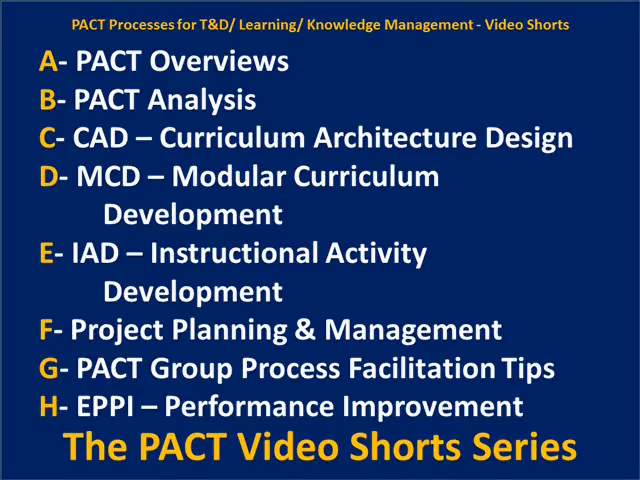 PACT Processes for T&D/ Learning/ Knowledge Management - Video Shorts
A- PACT Overviews
B- PACT Analysis
C- CAD – Curriculum Architecture Design
D- MCD – Modular Curriculum
Development
E- IAD – Instructional Activity
Development
F- Project Planning & Management
G- PACT Group Process Facilitation Tips
H- EPPI – Performance Improvement
The PACT Video Shorts Series